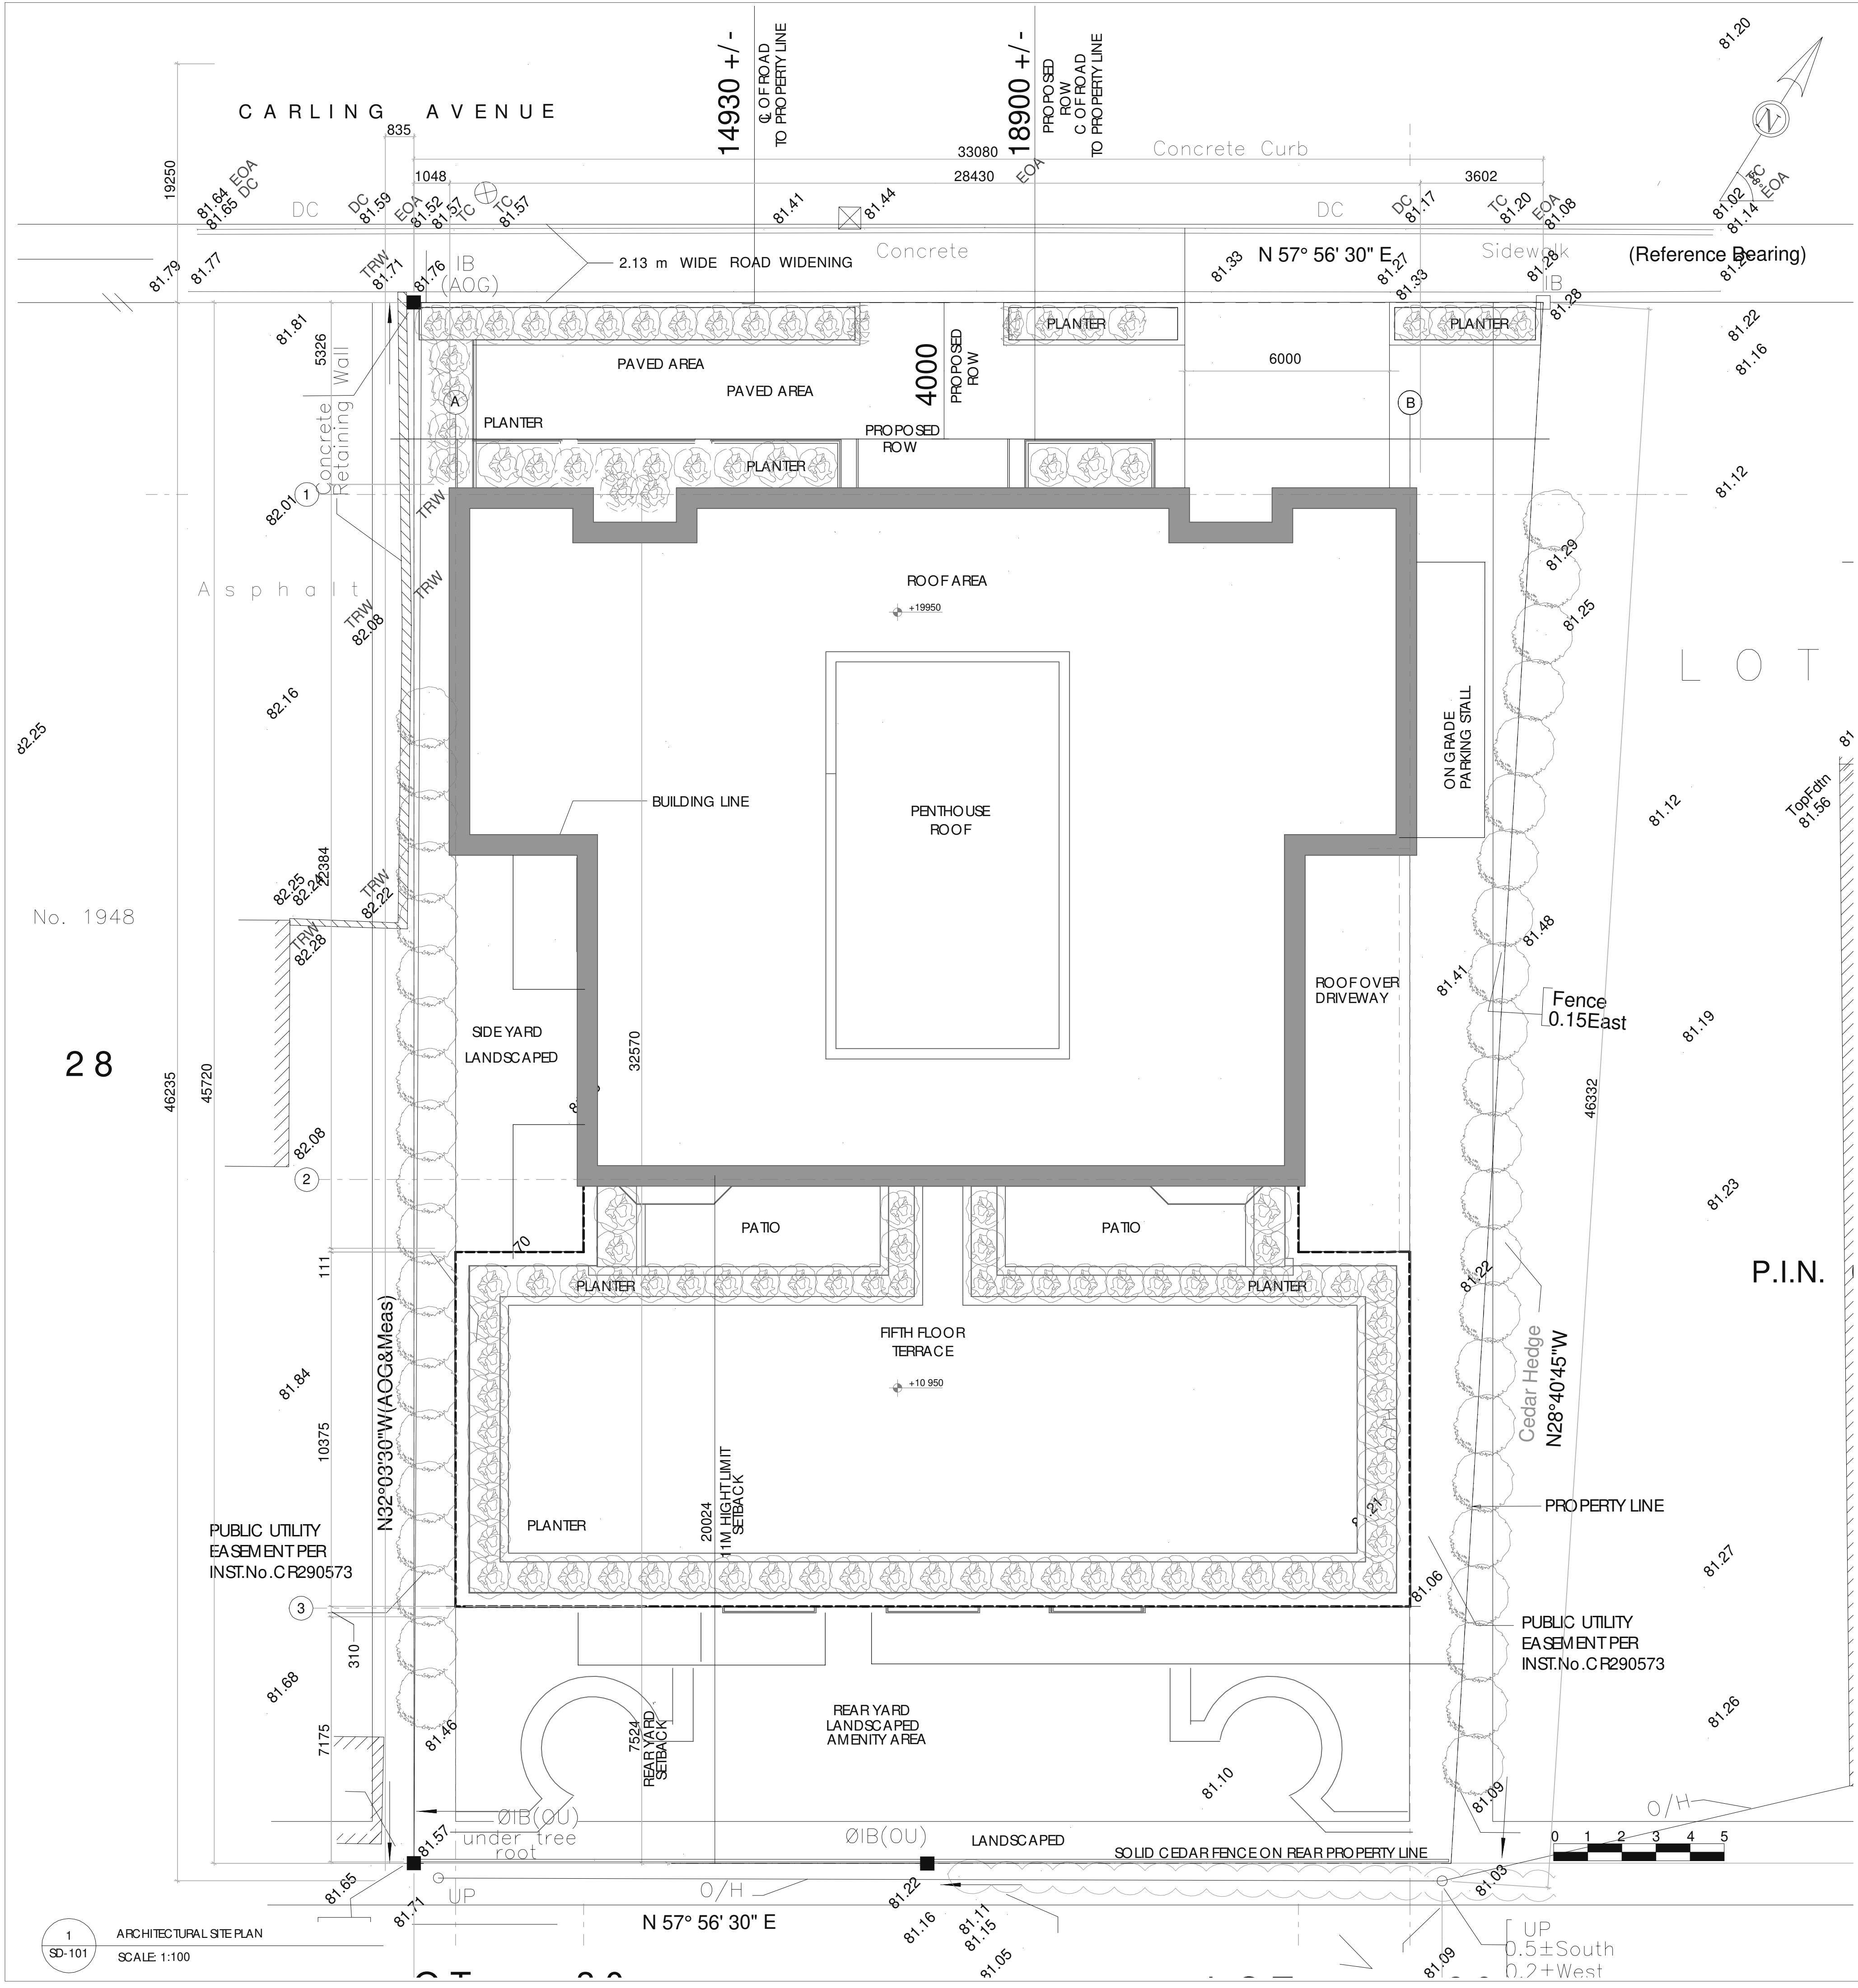 81.20
14930 +/-
℄ OF ROAD
TO PROPERTY LINE
18900 +/-
PROPOSED
ROW
C OF ROAD
TO PROPERTY LINE
CARLING AVENUE
835
33080
Concrete Curb
N
19250
1048
28430
EOA
3602
TC
EOA
81.64 EOA
81.65 DC
DC
DC
81.59
EOA
81.52
81.57
TC
TC
81.57
81.41
81.44
DC
DC
81.17
TC
81.20
EOA
81.08
81.02
81.14
2.13 m WIDE ROAD WIDENING
Concrete
N 57° 56' 30" E
Sidewalk
(Reference Bearing)
81.79
81.77
TRW
81.71
81.76
IB
(AOG)
81.33
81.27
81.33
81.28
IB
81.28
81.81
5326
Concrete
Retaining Wall
PLANTER
PLANTER
81.22
81.16
PAVED AREA
PAVED AREA
4000
PROPOSED
ROW
6000
A
B
PLANTER
PROPOSED
ROW
PLANTER
81.12
1
82.01
TRW
81.29
Asphalt
TRW
TRW
82.08
ROOF AREA
+19950
81.25
LOT
82.16
82.25
ON GRADE
PARKING STALL
81
TopFdtn
81.56
BUILDING LINE
PENTHOUSE
ROOF
81.12
22384
82.25
82.24
TRW
82.22
No. 1948
TRW
82.28
81.48
81.41
ROOF OVER
DRIVEWAY
Fence
0.15East
81.19
SIDE YARD
LANDSCAPED
32570
28
46235
45720
46332
82.08
2
81.23
PATIO
PATIO
70
111
PLANTER
PLANTER
81.22
P.I.N.
FIFTH FLOOR
TERRACE
+10 950
N32°03'30"W(AOG&Meas)
81.84
Cedar Hedge
N28°40'45"W
10375
20024
11M HIGHT LIMIT
SETBACK
PLANTER
PROPERTY LINE
PUBLIC UTILITY
EASEMENT PER
INST.No.CR290573
81.27
81.06
3
310
PUBLIC UTILITY
EASEMENT PER
INST.No.CR290573
81.68
81.26
REAR YARD
LANDSCAPED
AMENITY AREA
7175
81.46
7524
REAR YARD
SETBACK
81.10
81.09
O/H
ØIB(OU)
under tree
root
81.57
ØIB(OU)
LANDSCAPED
SOLID CEDAR FENCE ON REAR PROPERTY LINE
0 1 2 3 4 5
81.65
81.71
UP
O/H
81.22
81.03
N 57° 56' 30" E
81.16
81.11
81.15
81.05
1
SD-101
ARCHITECTURAL SITE PLAN
SCALE: 1:100
81.09
UP
0.5±South
0.2±West